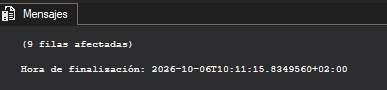 Mensajes
(9 filas afectadas)
Hora de finalización: 2026-10-06T10:11:15.8349560+02:00